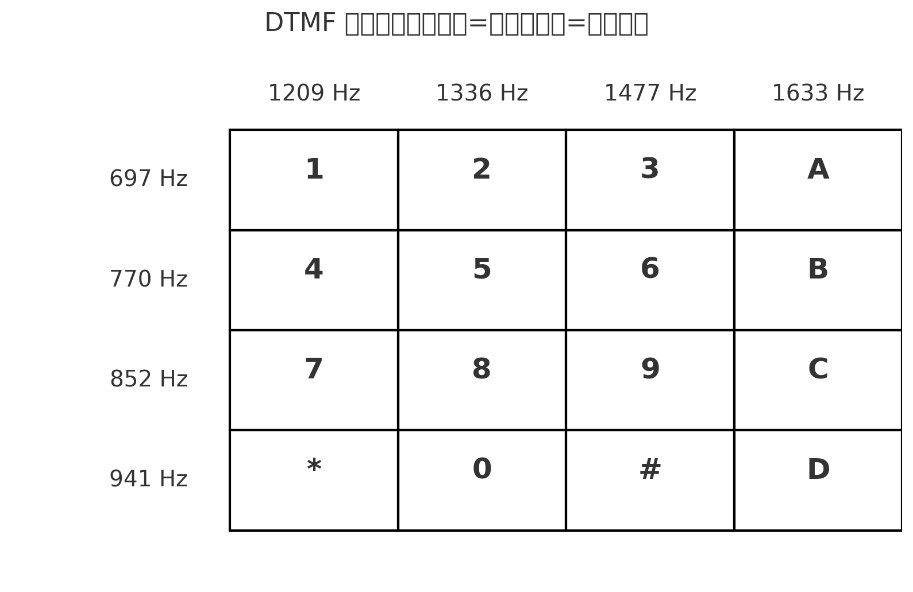 DTMF
1209 Hz 1336 Hz 1477 Hz 1633 Hz
697 Hz 1 2 3 A
770 Hz 4 5 6 B
852 Hz 7 8 9 C
941 Hz * 0 # D